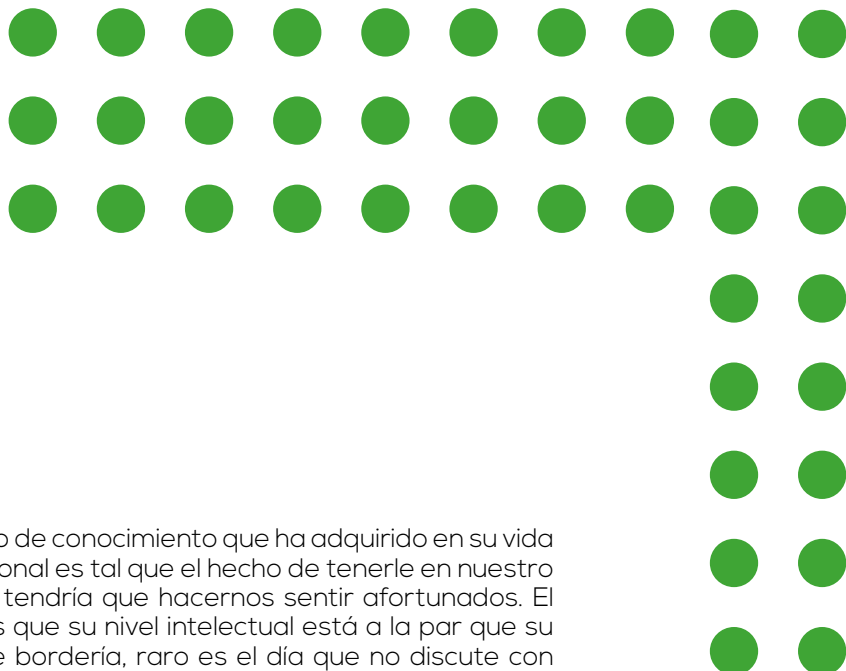 de conocimiento que ha adquirido en su vida
es tal que el hecho de tenerle en nuestro
tendría que hacernos sentir afortunados. El
que su nivel intelectual está a la par que su
bordería, raro es el día que no discute con